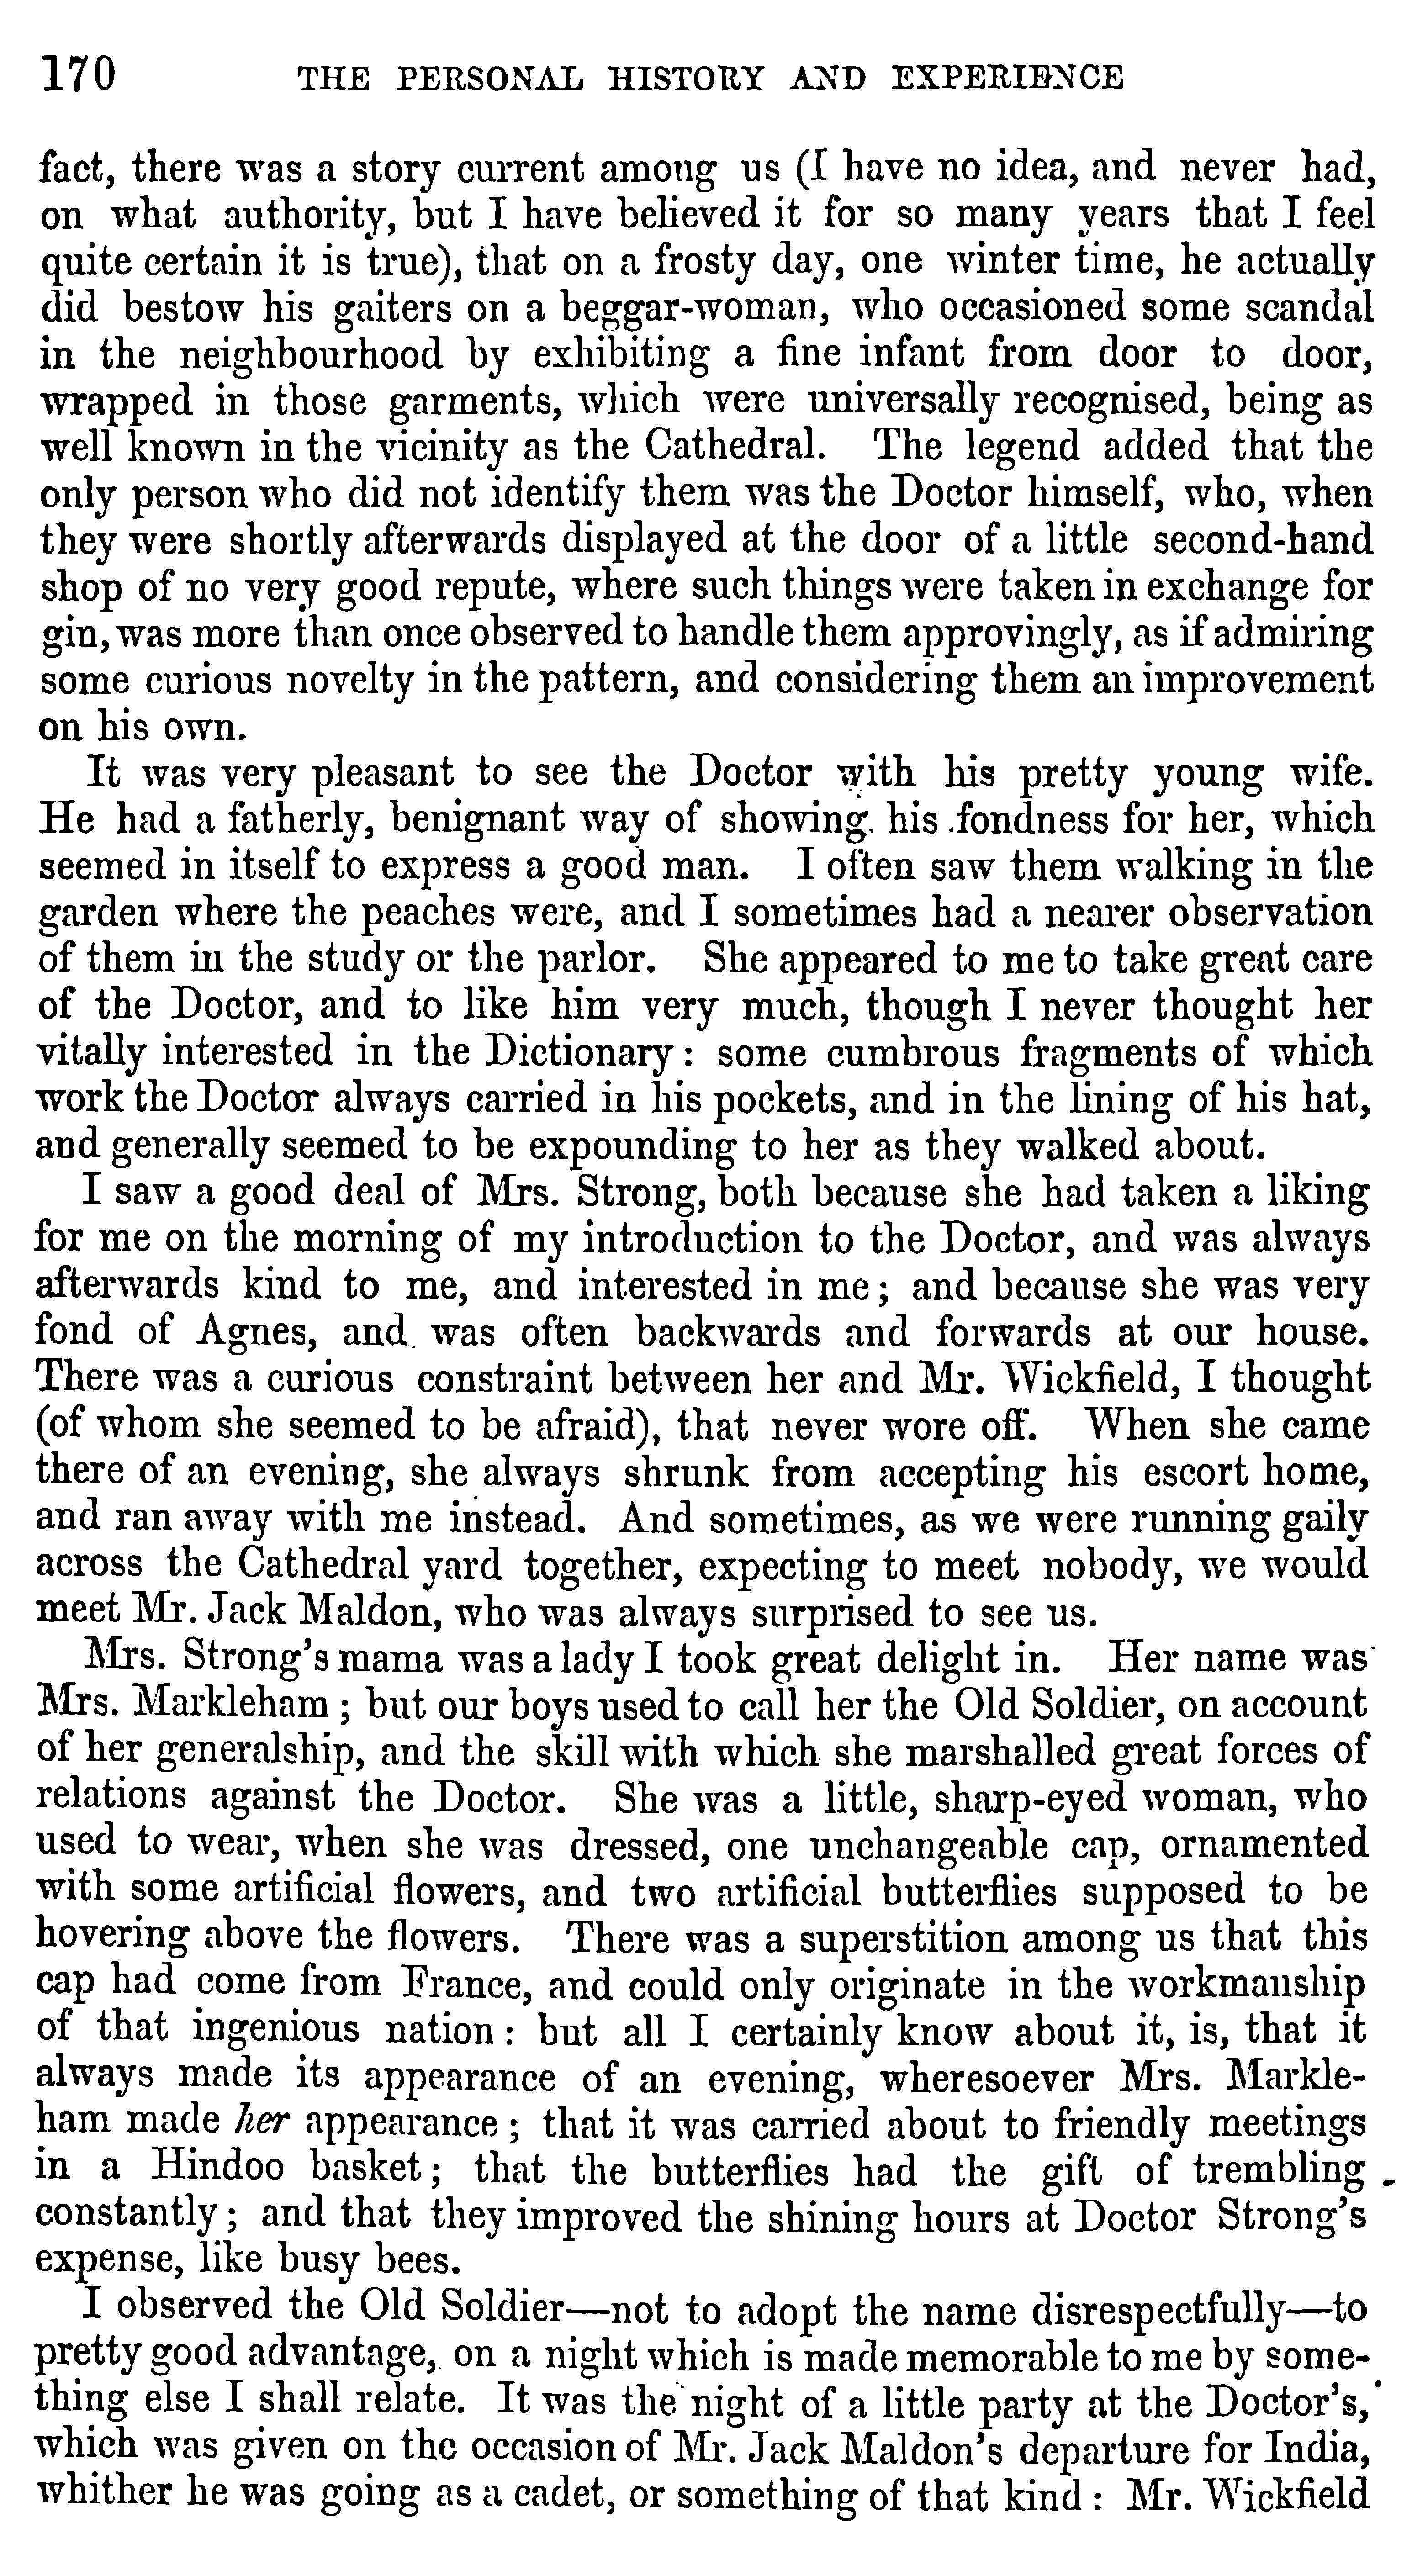 170 THE PERSONAL HISTORY AND EXPERIENCE
fact, there was a story current among us (I have no idea, and never had,
on what authority, but I have believed it for so many years that I feel
quite certain it is true), that on a frosty day, one winter time, he actually
did bestow his gaiters on a beggar-woman, who occasioned some scandal
in the neighbourhood by exhibiting a fine infant from door to door,
wrapped in those garments, which were universally recognised, being as
well known in the vicinity as the Cathedral. The legend added that the
only person who did not identify them was the Doctor himself, who, when
they were shortly afterwards displayed at the door of a little second-hand
shop of no very good repute, where such things were taken in exchange for
gin, was more than once observed to handle them approvingly, as if admiring
some curious novelty in the pattern, and considering them an improvement
on his own.
It was very pleasant to see the Doctor with his pretty young wife.
He had a fatherly, benignant way of showing his fondness for her, which
seemed in itself to express a good man. I often saw them walking in the
garden where the peaches were, and I sometimes had a nearer observation
of them in the study or the parlor. She appeared to me to take great care
of the Doctor, and to like him very much, though I never thought her
vitally interested in the Dictionary: some cumbrous fragments of which
work the Doctor always carried in his pockets, and in the lining of his hat,
and generally seemed to be expounding to her as they walked about.
I saw a good deal of Mrs. Strong, both because she had taken a liking
for me on the morning of my introduction to the Doctor, and was always
afterwards kind to me, and interested in me; and because she was very
fond of Agnes, and was often backwards and forwards at our house.
There was a curious constraint between her and Mr. Wickfield, I thought
(of whom she seemed to be afraid), that never wore off. When she came
there of an evening, she always shrunk from accepting his escort home,
and ran away with me instead. And sometimes, as we were running gaily
across the Cathedral yard together, expecting to meet nobody, we would
meet Mr. Jack Maldon, who was always surprised to see us.
Mrs. Strong's mama was a lady I took great delight in. Her name was
Mrs. Markleham; but our boys used to call her the Old Soldier, on account
of her generalship, and the skill with which she marshalled great forces of
relations against the Doctor. She was a little, sharp-eyed woman, who
used to wear, when she was dressed, one unchangeable cap, ornamented
with some artificial flowers, and two artificial butterflies supposed to be
hovering above the flowers. There was a superstition among us that this
cap had come from France, and could only originate in the workmanship
of that ingenious nation: but all I certainly know about it, is, that it
always made its appearance of an evening, wheresoever Mrs. Markle-
ham made her appearance; that it was carried about to friendly meetings
in a Hindoo basket; that the butterflies had the gift of trembling
constantly; and that they improved the shining hours at Doctor Strong's
expense, like busy bees.
I observed the Old Soldier—not to adopt the name disrespectfully—to
pretty good advantage, on a night which is made memorable to me by some-
thing else I shall relate. It was the night of a little party at the Doctor's,
which was given on the occasion of Mr. Jack Maldon's departure for India,
whither he was going as a cadet, or something of that kind: Mr. Wickfield